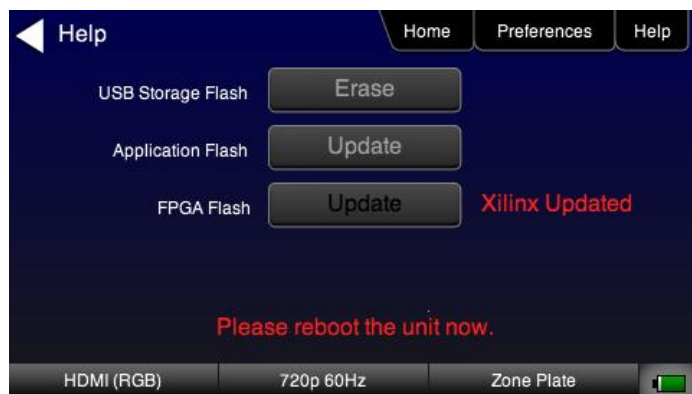 Help
Home
Preferences
Help
USB Storage Flash
Erase
Application Flash
Update
FPGA Flash
Update
Xilinx Updated
Please reboot the unit now.
HDMI (RGB)
720p 60Hz
Zone Plate